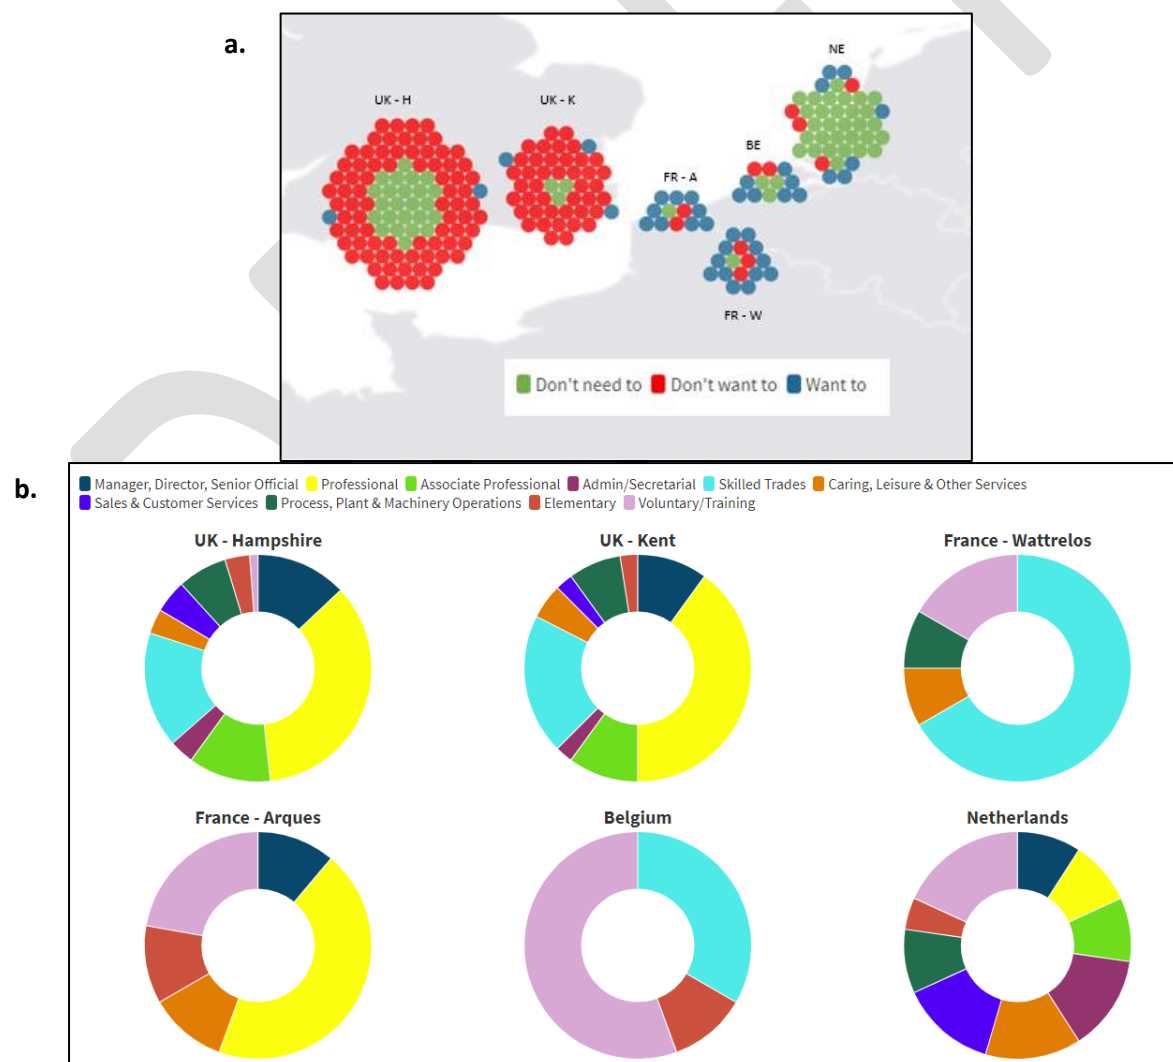 a.
NE
UK - H
UK - K
BE
FR - A
FR - W
Don't need to Don't want to Want to
b.
Manager, Director, Senior Official Professional Associate Professional Admin/Secretarial Skilled Trades Caring, Leisure & Other Services
Sales & Customer Services Process, Plant & Machinery Operations Elementary Voluntary/Training
UK - Hampshire UK - Kent France - Wattrelos
France - Arques Belgium Netherlands